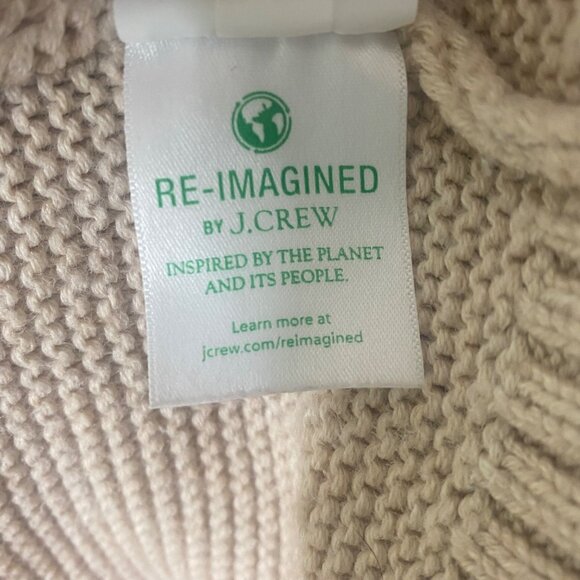 RE-IMAGINED
BY J.CREW
INSPIRED BY THE PLANET
AND ITS PEOPLE.
Learn more at
jcrew.com/reimagined